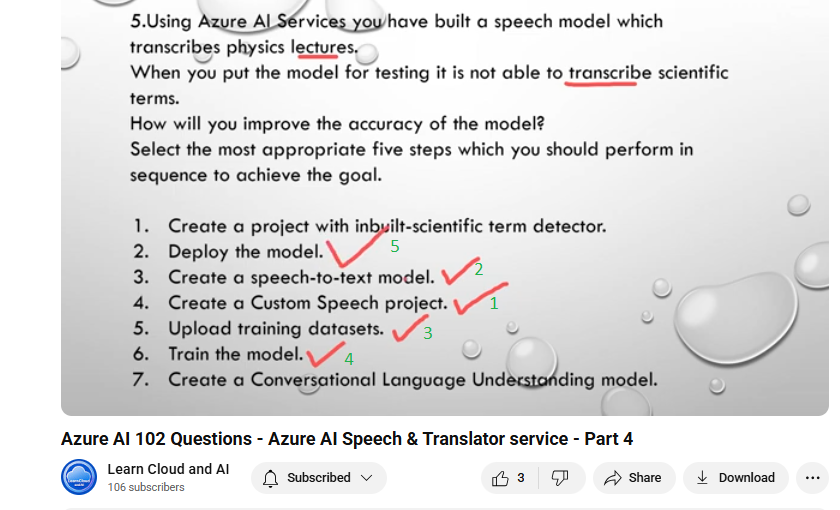 5.Using Azure AI Services you have built a speech model which
transcribes physics lectures.
When you put the model for testing it is not able to transcribe scientific
terms.
How will you improve the accuracy of the model?
Select the most appropriate five steps which you should perform in
sequence to achieve the goal.
1. Create a project with inbuilt-scientific term detector.
2. Deploy the model. 5
3. Create a speech-to-text model. 2
4. Create a Custom Speech project. 1
5. Upload training datasets. 3
6. Train the model. 4
7. Create a Conversational Language Understanding model.
Azure AI 102 Questions - Azure AI Speech & Translator service - Part 4
Learn Cloud and AI
106 subscribers
Subscribed
3
Share
Download